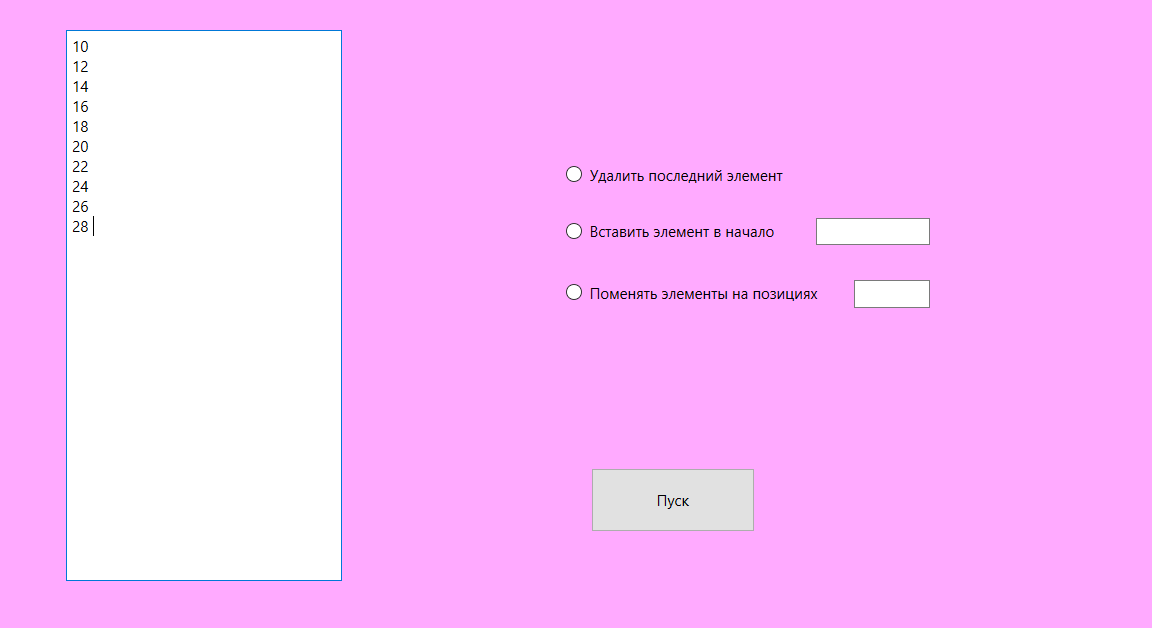 10
12
14
16
18
20
22
24
26
28
Удалить последний элемент
Вставить элемент в начало
Поменять элементы на позициях
Пуск